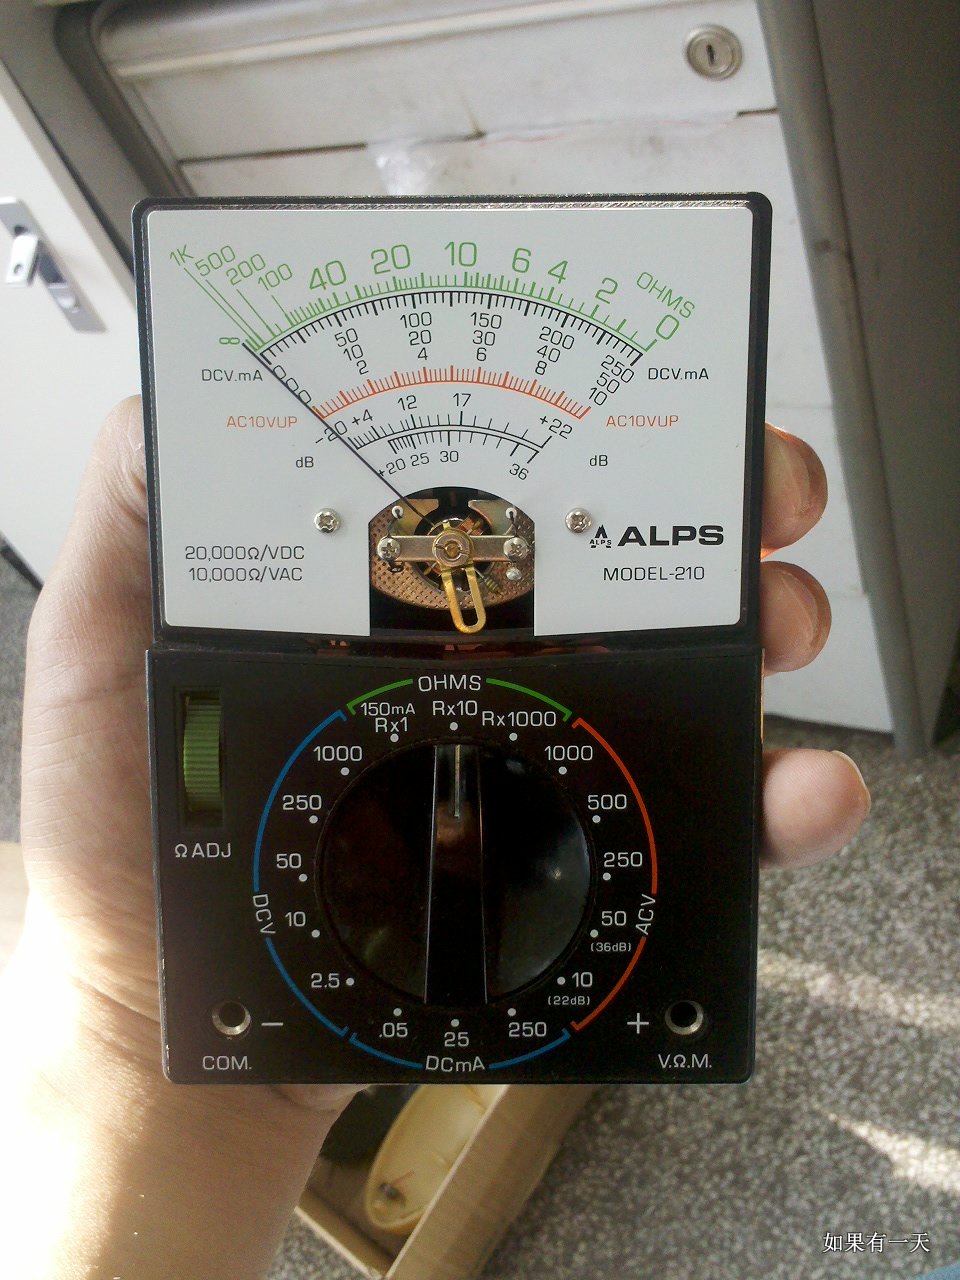 1K 500 200 100 40 20 10 6 4 2 0 OHMS
∞
0 50 100 150 200 250
DCV.mA 0 10 20 30 40 50 DCV.mA
0 2 4 6 8 10
AC10VUP AC10VUP
-20 +4 12 17 +22
dB +20 25 30 36 dB
ALPS ALPS
20,000Ω/VDC
10,000Ω/VAC
MODEL-210
OHMS
150mA
Rx1 Rx10 Rx1000
1000 1000
250 500
ΩADJ
50 250
DCV ACV
10 50
(36dB)
2.5 10
(22dB)
.05 25 250
DCmA
− +
COM. V.Ω.M.
如果有一天